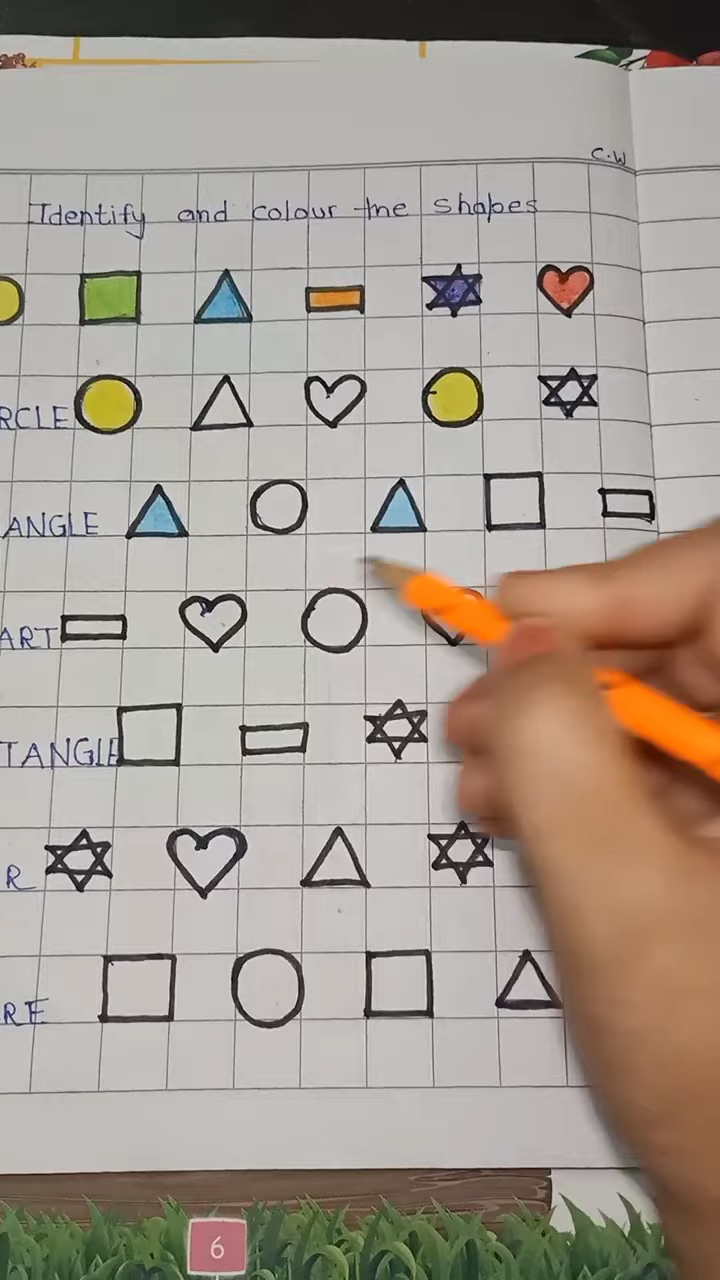 C.W
Identify and colour the shapes
RCLE
ANGLE
ART
TANGLE
R
RE
6